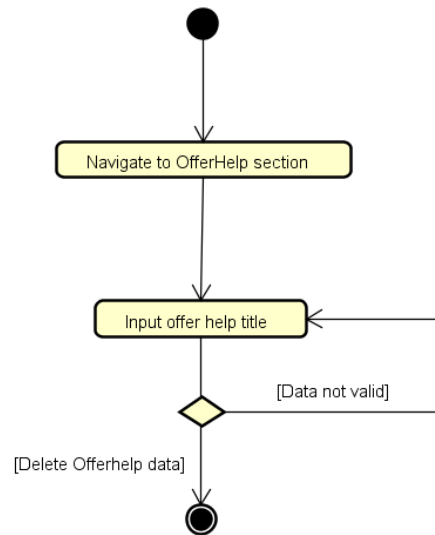 Navigate to OfferHelp section
Input offer help title
[Data not valid]
[Delete Offerhelp data]